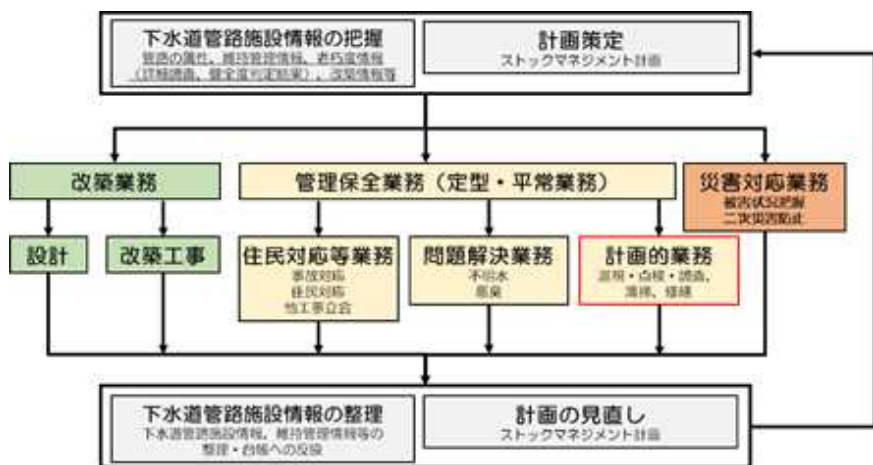 下水道管路施設情報の把握
管路の属性、維持管理情報、老朽度情報
（詳細調査、健全度判定結果）、改築情報等
計画策定
ストックマネジメント計画
改築業務
管理保全業務（定型・平常業務）
災害対応業務
被害状況把握
二次災害防止
設計
改築工事
住民対応等業務
事故対応
住民対応
他工事立会
問題解決業務
不明水
悪臭
計画的業務
巡視・点検・調査、
清掃、修繕
下水道管路施設情報の整理
下水道管路施設情報、維持管理情報等の
整理・台帳への反映
計画の見直し
ストックマネジメント計画